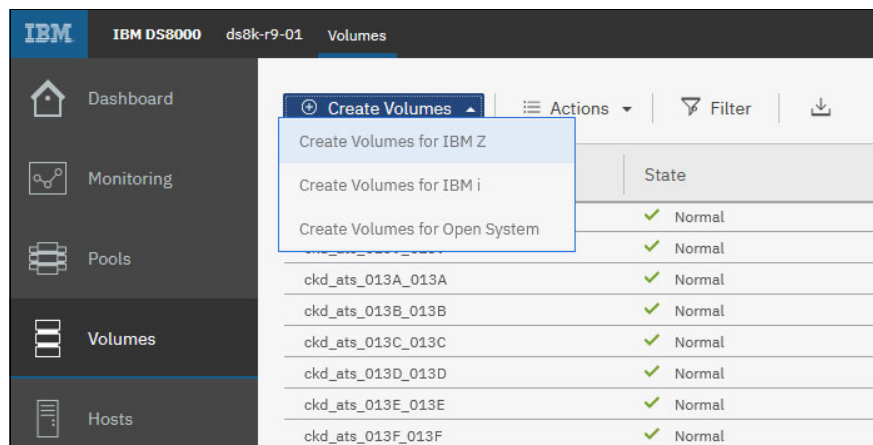 IBM IBM DS8000 ds8k-r9-01 Volumes
Dashboard
Create Volumes Actions Filter
Create Volumes for IBM Z
State
Monitoring
Create Volumes for IBM i
Normal
Create Volumes for Open System
Normal
Pools
ckd_ats_013A_013A Normal
ckd_ats_013B_013B Normal
Volumes
ckd_ats_013C_013C Normal
ckd_ats_013D_013D Normal
ckd_ats_013E_013E Normal
Hosts
ckd_ats_013F_013F Normal